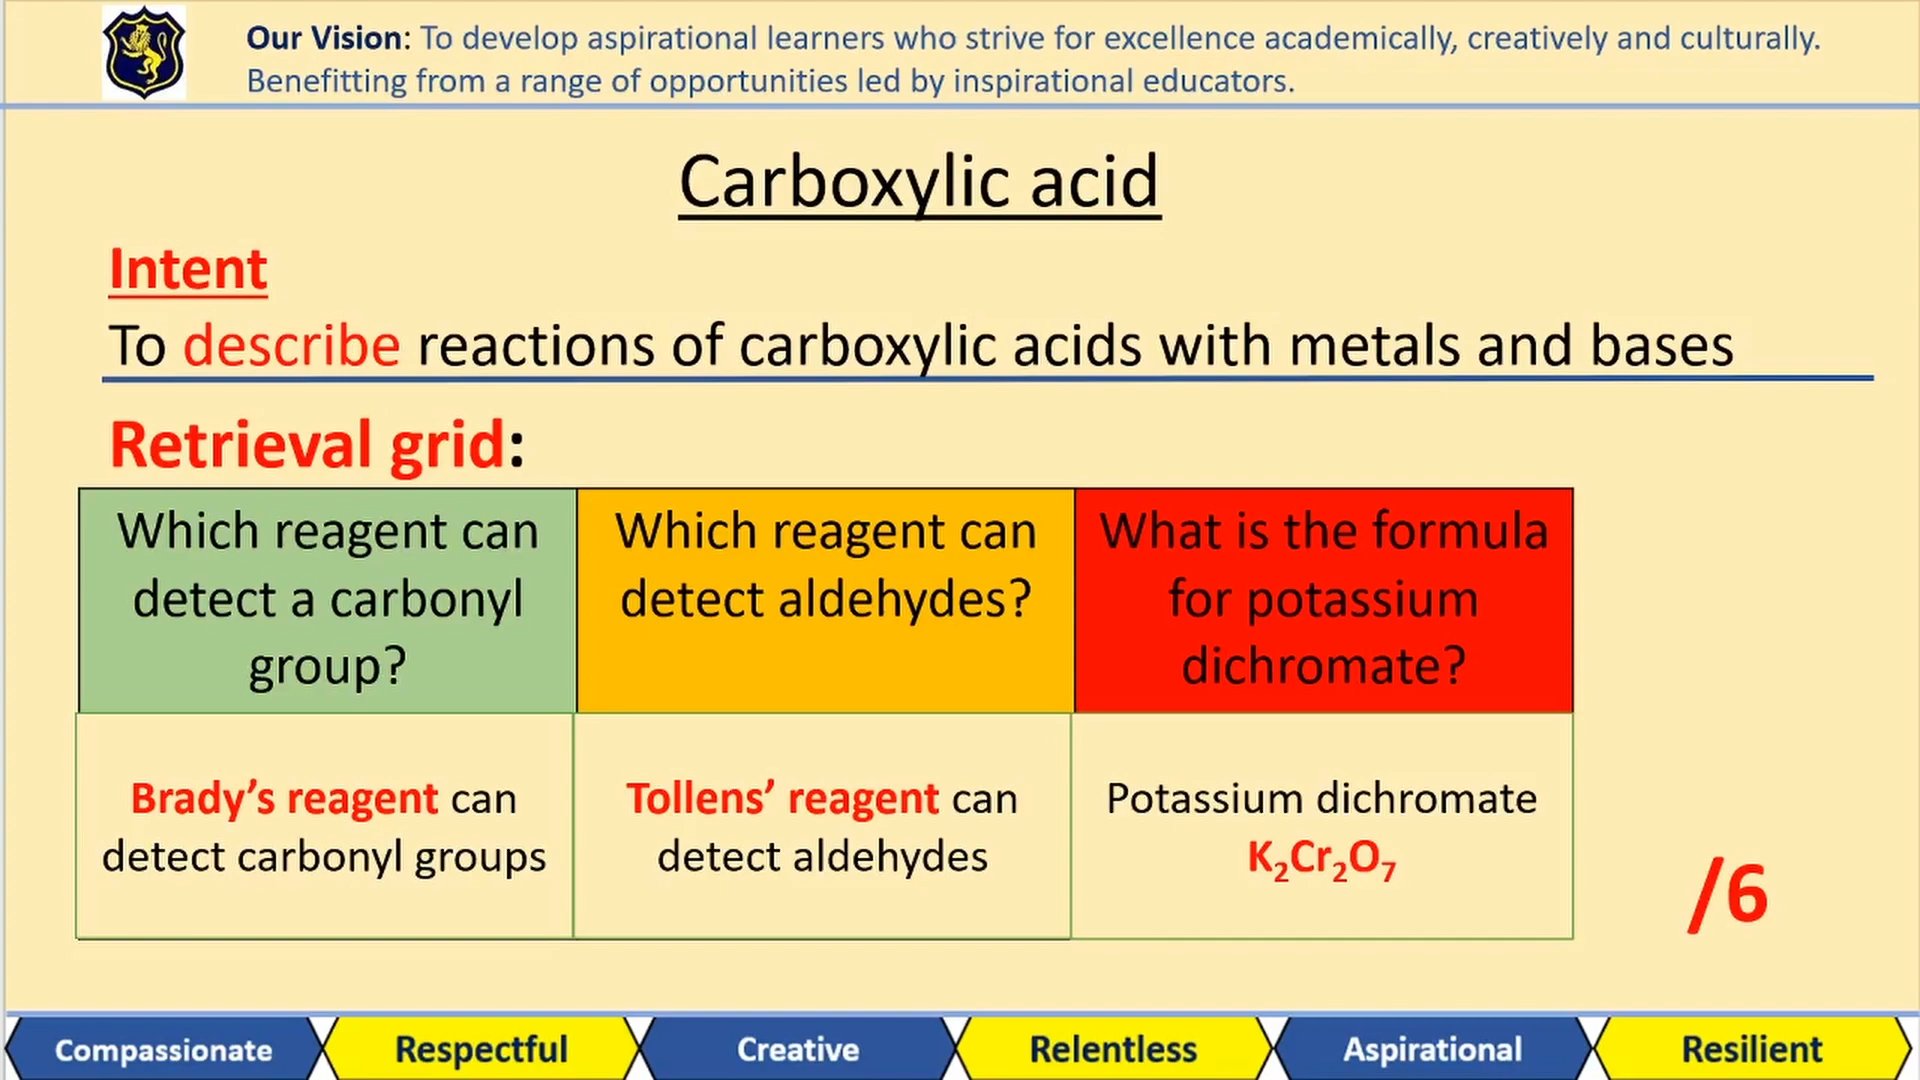 Our Vision: To develop aspirational learners who strive for excellence academically, creatively and culturally.
Benefitting from a range of opportunities led by inspirational educators.
Carboxylic acid
Intent
To describe reactions of carboxylic acids with metals and bases
Retrieval grid:
Which reagent can
detect a carbonyl
group?
Which reagent can
detect aldehydes?
What is the formula
for potassium
dichromate?
Brady’s reagent can
detect carbonyl groups
Tollens’ reagent can
detect aldehydes
Potassium dichromate
K₂Cr₂O₇
/6
Compassionate
Respectful
Creative
Relentless
Aspirational
Resilient